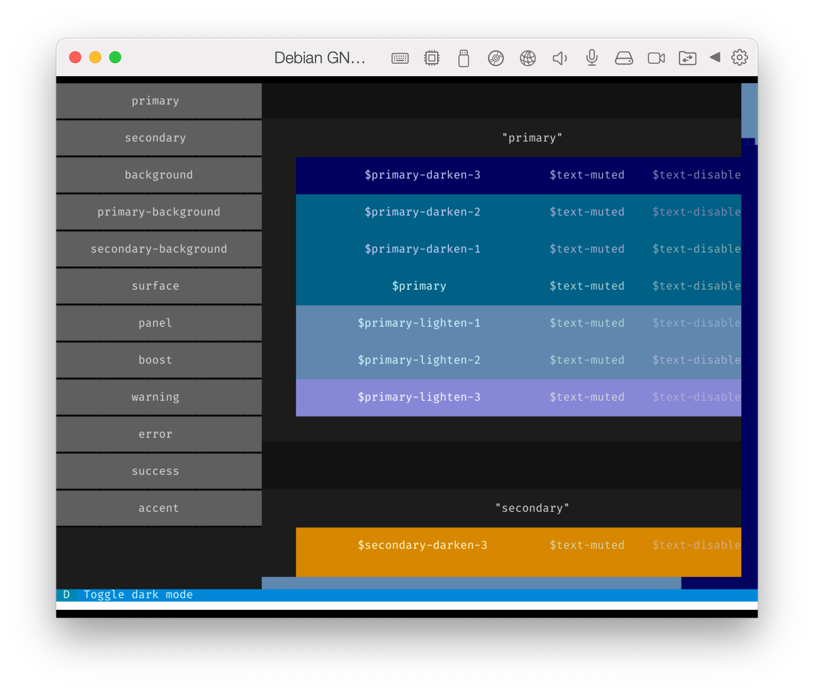 Debian GN…
primary
secondary
background
primary-background
secondary-background
surface
panel
boost
warning
error
success
accent
"primary"
$primary-darken-3 $text-muted $text-disable
$primary-darken-2 $text-muted $text-disable
$primary-darken-1 $text-muted $text-disable
$primary $text-muted $text-disable
$primary-lighten-1 $text-muted $text-disable
$primary-lighten-2 $text-muted $text-disable
$primary-lighten-3 $text-muted $text-disable
"secondary"
$secondary-darken-3 $text-muted $text-disable
D Toggle dark mode